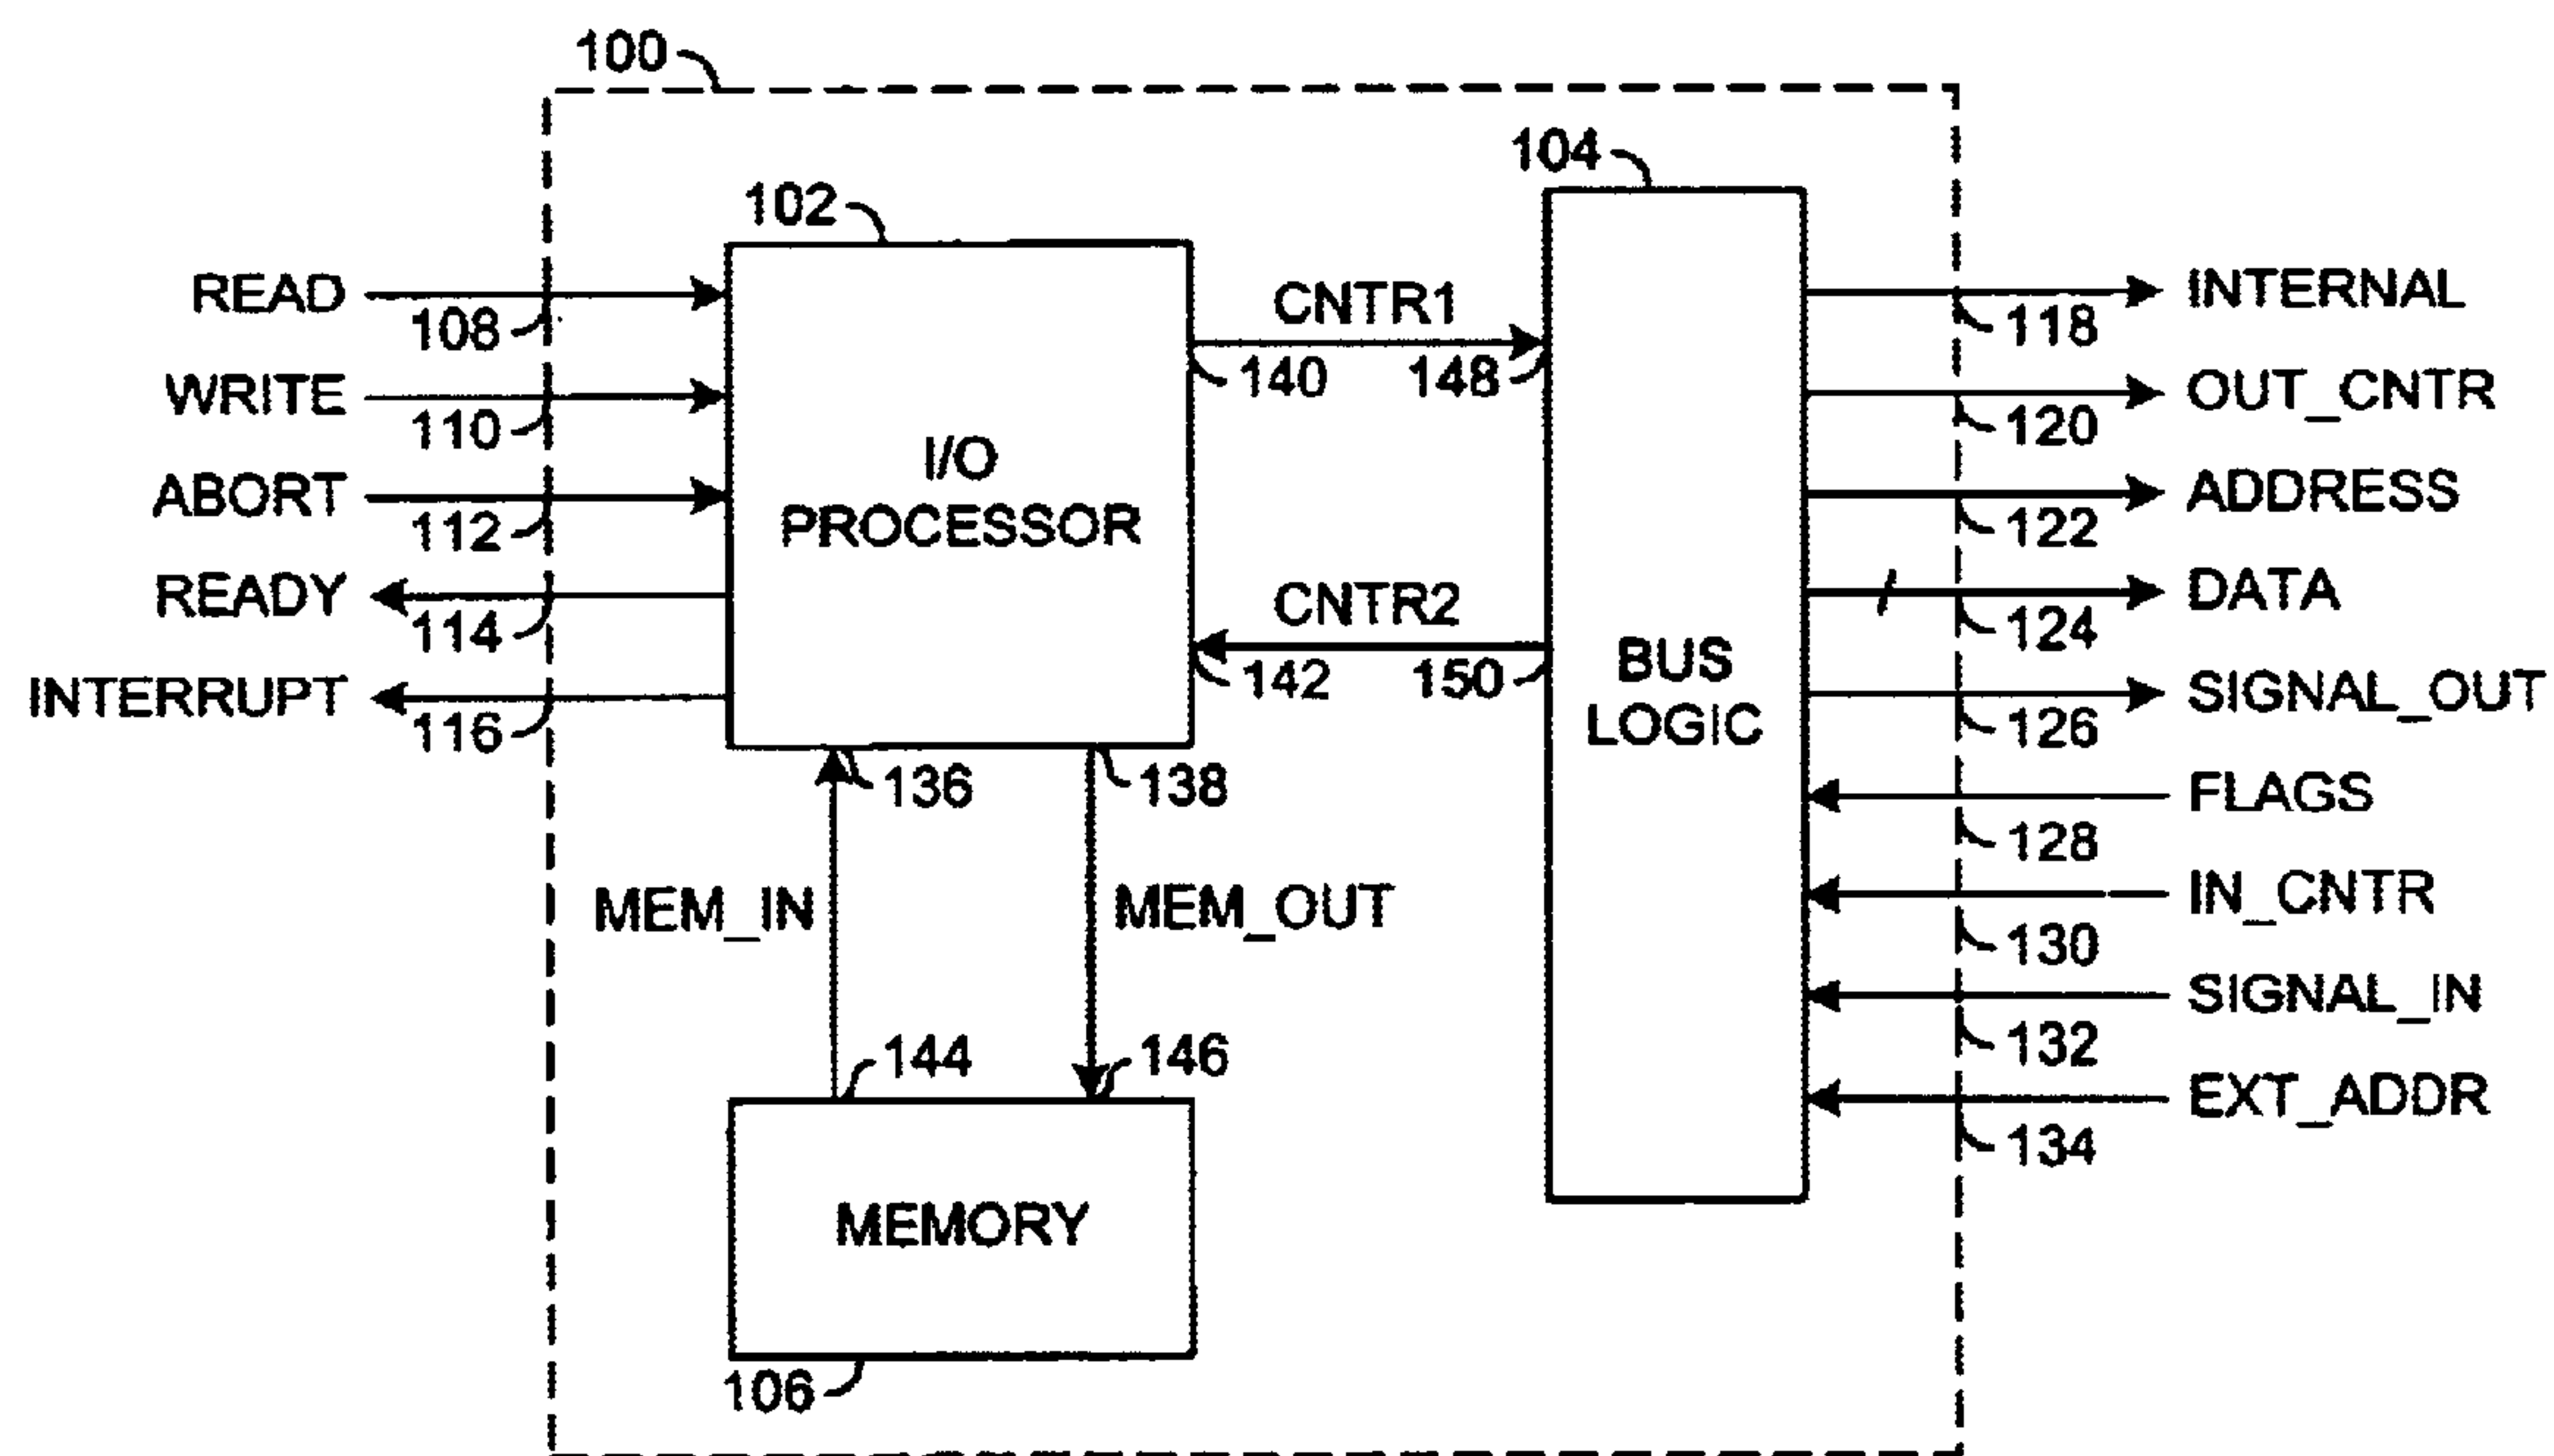 100
104
102
READ
108
WRITE
110
ABORT
112
READY
114
INTERRUPT
116
I/O
PROCESSOR
CNTR1
140
148
CNTR2
142
150
BUS
LOGIC
INTERNAL
118
OUT_CNTR
120
ADDRESS
122
DATA
124
SIGNAL_OUT
126
FLAGS
128
IN_CNTR
130
SIGNAL_IN
132
EXT_ADDR
134
136
138
MEM_IN
MEM_OUT
144
146
MEMORY
106